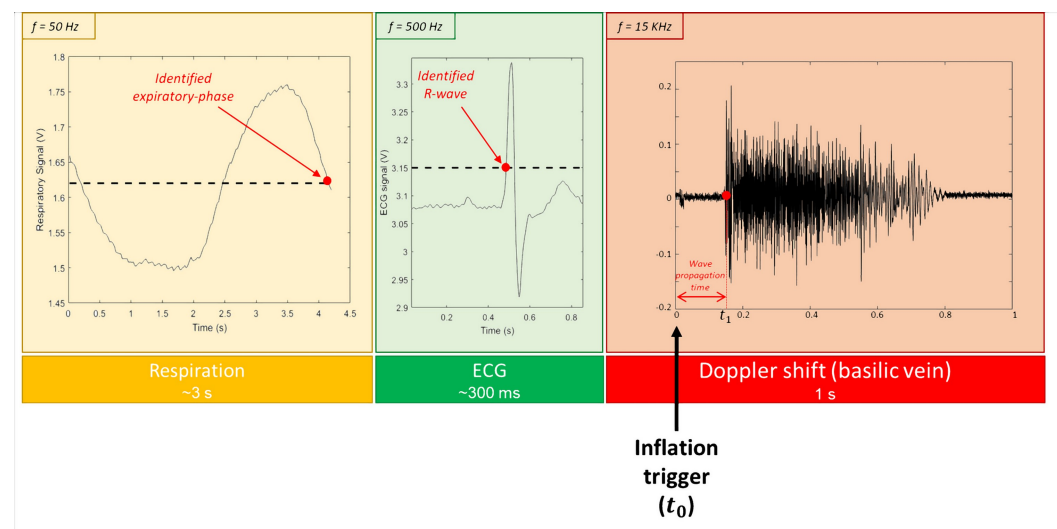 f = 50 Hz
1.8
1.75
1.7
1.65
1.6
1.55
1.5
1.45
0
0.5
1
1.5
2
2.5
3
3.5
4
4.5
Respiratory Signal (V)
Time (s)
Identified
expiratory-phase
Respiration
~3 s
f = 500 Hz
3.3
3.25
3.2
3.15
3.1
3.05
3
2.95
2.9
0.2
0.4
0.6
0.8
ECG signal (V)
Time (s)
Identified
R-wave
ECG
~300 ms
f = 15 KHz
0.2
0.1
0
-0.1
-0.2
0
0.2
0.4
0.6
0.8
1
Wave
propagation
time
t₁
Doppler shift (basilic vein)
1 s
Inflation
trigger
(t₀)